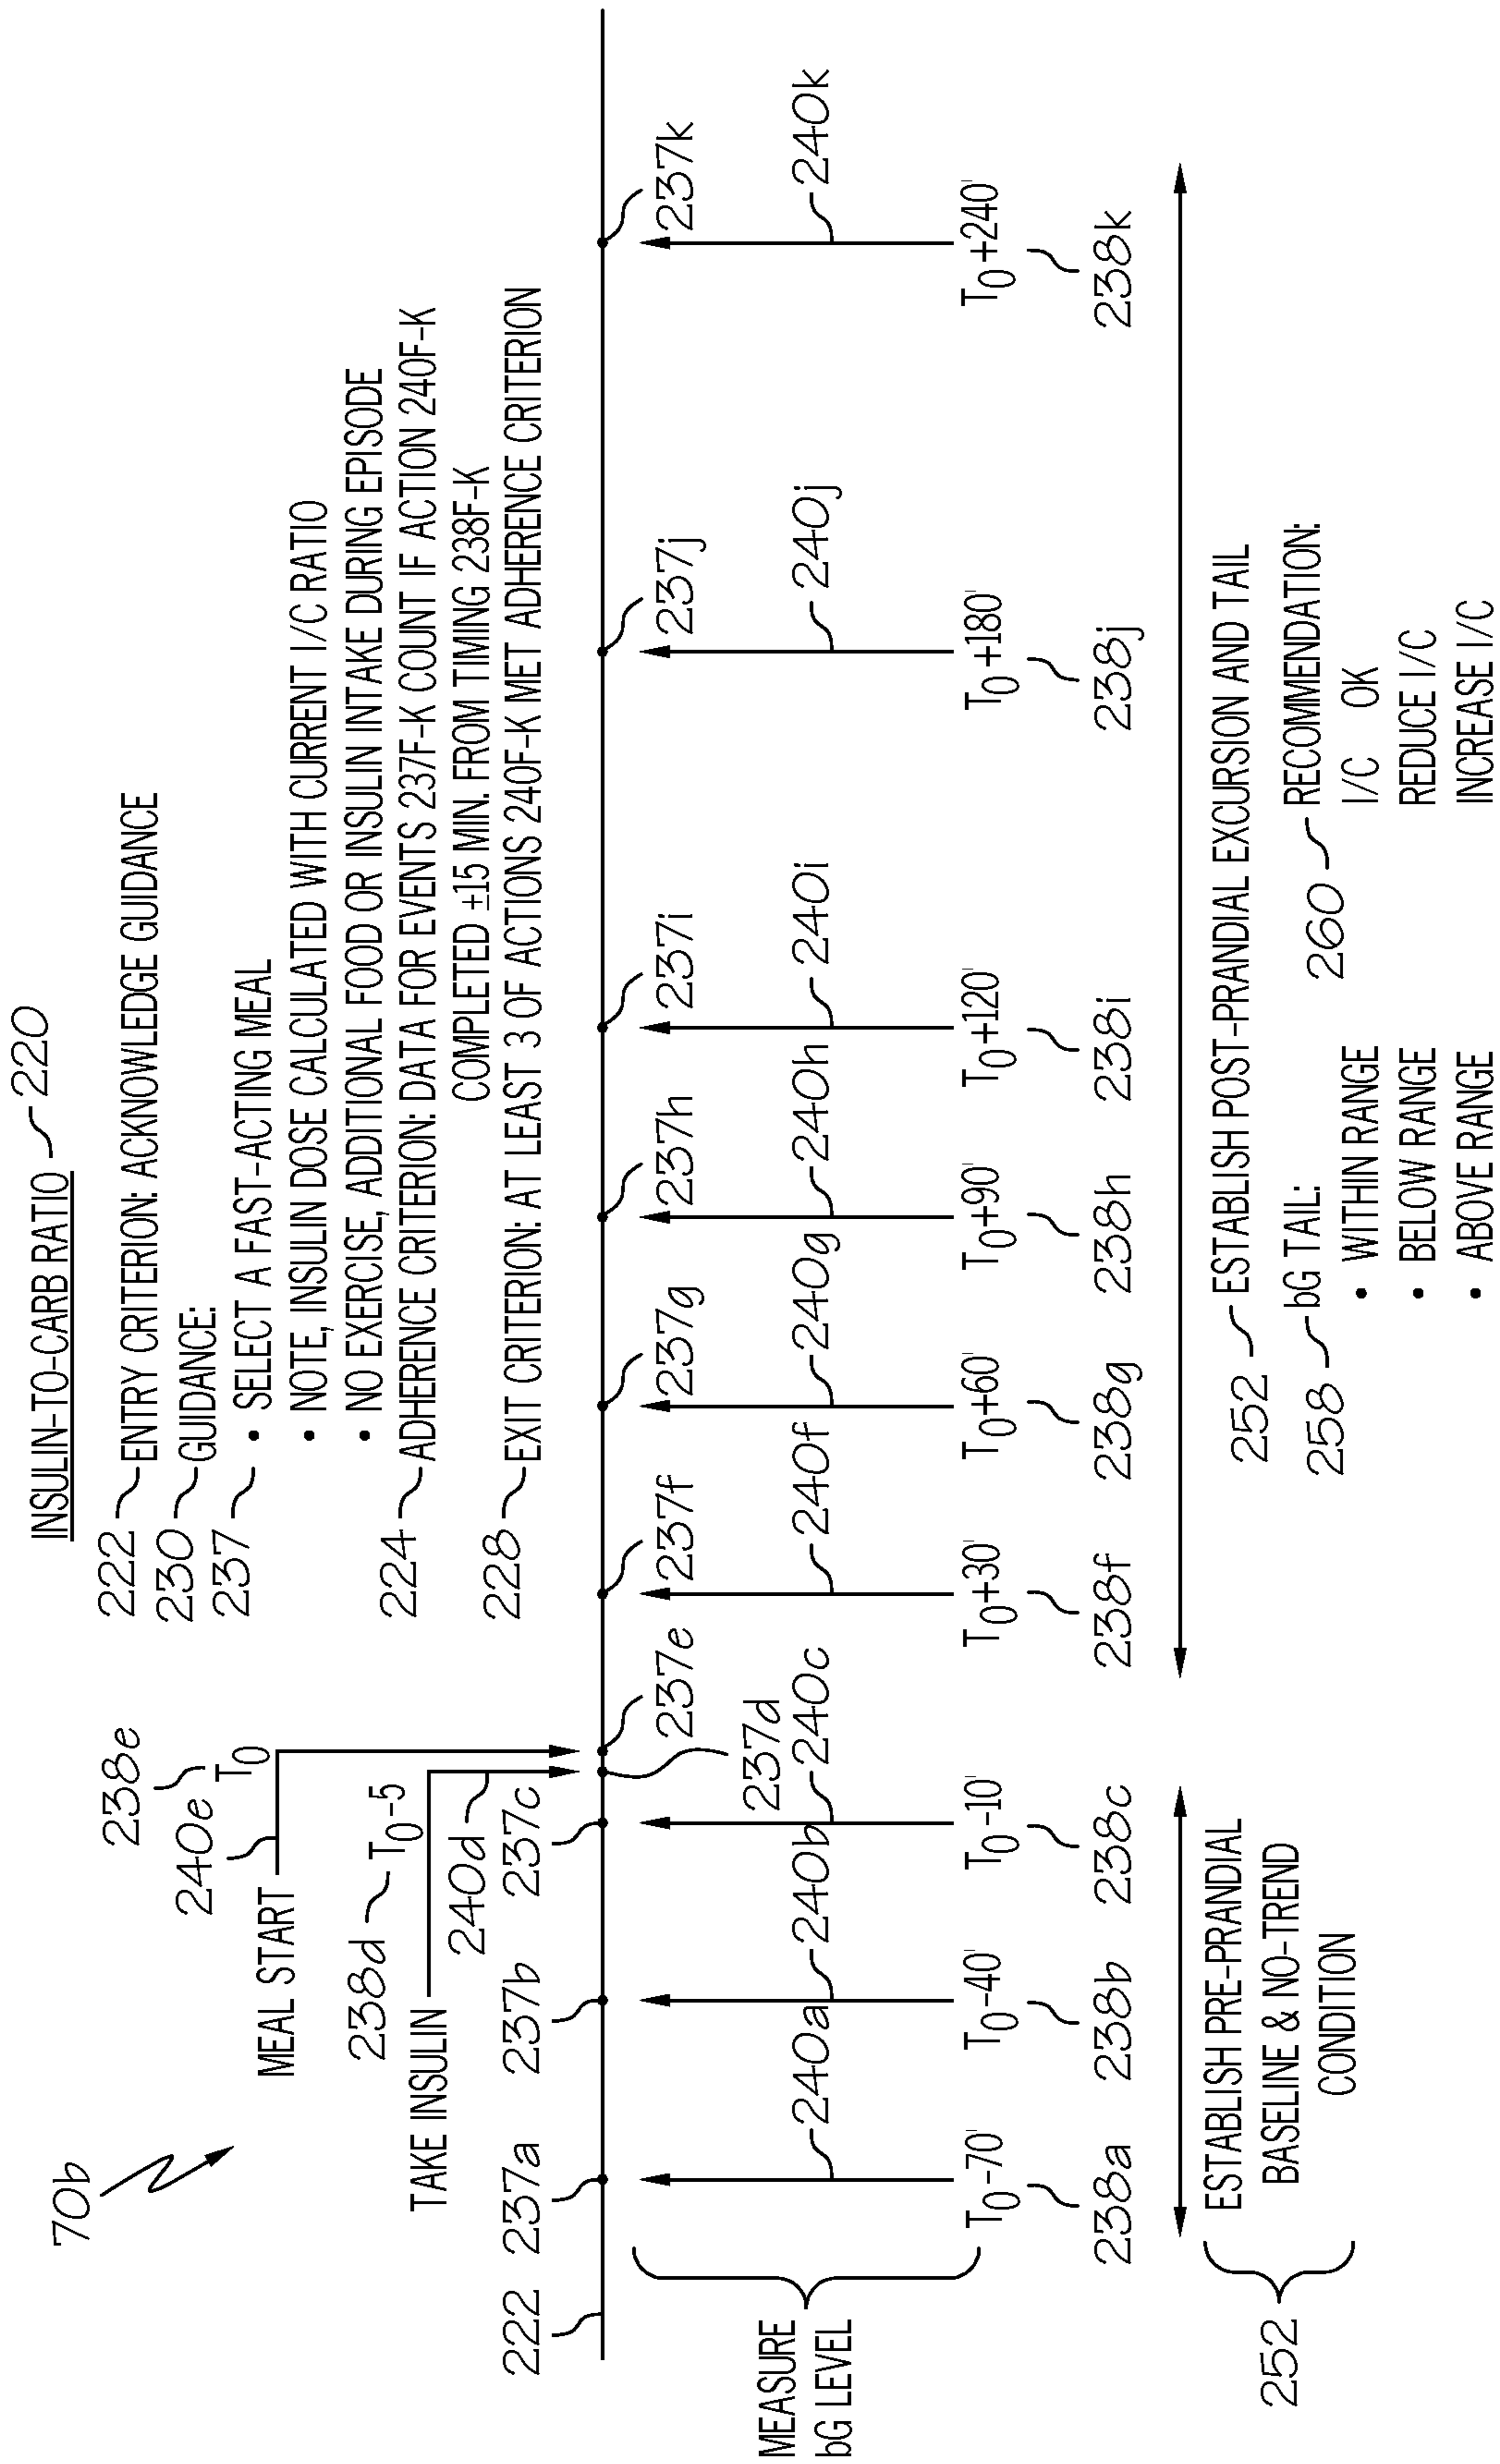 INSULIN-TO-CARB RATIO 220
70b
222 ENTRY CRITERION: ACKNOWLEDGE GUIDANCE
230 GUIDANCE:
237 • SELECT A FAST-ACTING MEAL
• NOTE, INSULIN DOSE CALCULATED WITH CURRENT I/C RATIO
• NO EXERCISE, ADDITIONAL FOOD OR INSULIN INTAKE DURING EPISODE
224 ADHERENCE CRITERION: DATA FOR EVENTS 237F-K COUNT IF ACTION 240F-K
COMPLETED ±15 MIN. FROM TIMING 238F-K
228 EXIT CRITERION: AT LEAST 3 OF ACTIONS 240F-K MET ADHERENCE CRITERION
238e
240e T0
MEAL START
238d T0-5
TAKE INSULIN
240d
222 237a 237b 237c
237e 237f 237g 237h 237i 237j 237k
237d
MEASURE
bG LEVEL
240a 240b 240c 240f 240g 240h 240i 240j 240k
T0-70' T0-40' T0-10' T0+30' T0+60' T0+90' T0+120' T0+180' T0+240'
238a 238b 238c 238f 238g 238h 238i 238j 238k
252
ESTABLISH PRE-PRANDIAL
BASELINE & NO-TREND
CONDITION
252 ESTABLISH POST-PRANDIAL EXCURSION AND TAIL
258 bG TAIL: 260 RECOMMENDATION:
• WITHIN RANGE I/C OK
• BELOW RANGE REDUCE I/C
• ABOVE RANGE INCREASE I/C